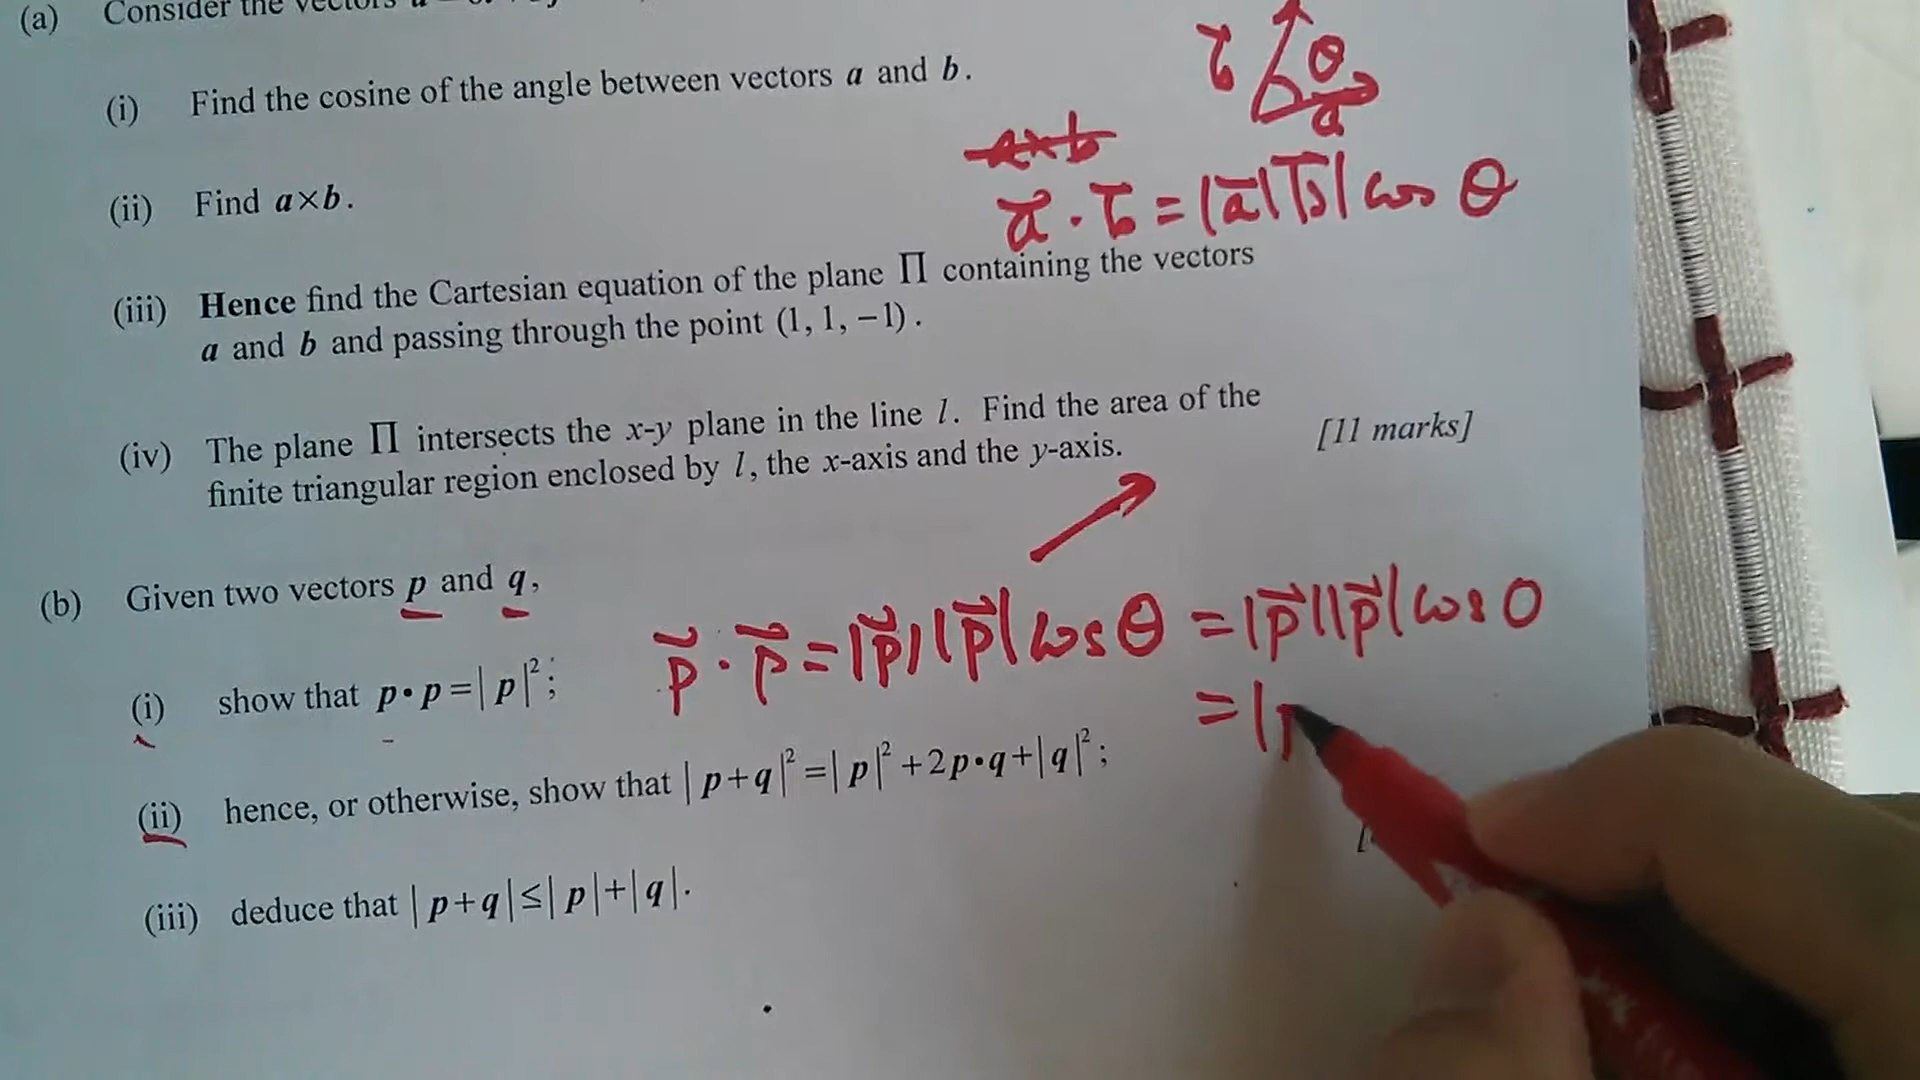 (a) Consider the vectors
(i) Find the cosine of the angle between vectors a and b.
(ii) Find a×b.
(iii) Hence find the Cartesian equation of the plane Π containing the vectors
a and b and passing through the point (1, 1, −1).
(iv) The plane Π intersects the x-y plane in the line l. Find the area of the
finite triangular region enclosed by l, the x-axis and the y-axis.
[11 marks]
(b) Given two vectors p and q,
(i) show that p•p=|p|²;
(ii) hence, or otherwise, show that |p+q|²=|p|²+2p•q+|q|²;
(iii) deduce that |p+q|≤|p|+|q|.
b⃗ θ
a⃗
a×b
a⃗ · b⃗ = |a⃗||b⃗| cos θ
p⃗ · p⃗ = |p⃗||p⃗| cos θ = |p⃗||p⃗| cos 0
= |p